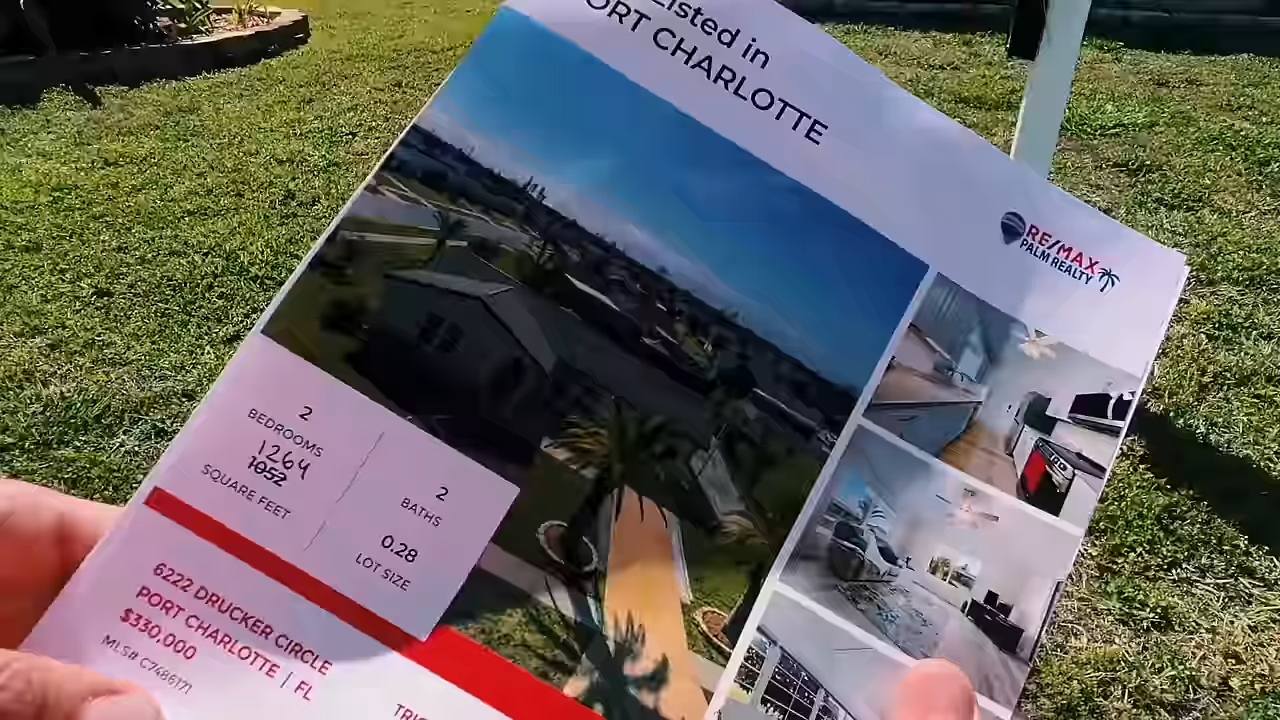 Listed in
PORT CHARLOTTE
RE/MAX
PALM REALTY
2
BEDROOMS
1264
1052
SQUARE FEET
2
BATHS
0.28
LOT SIZE
6222 DRUCKER CIRCLE
PORT CHARLOTTE | FL
$330,000
MLS# C7486171